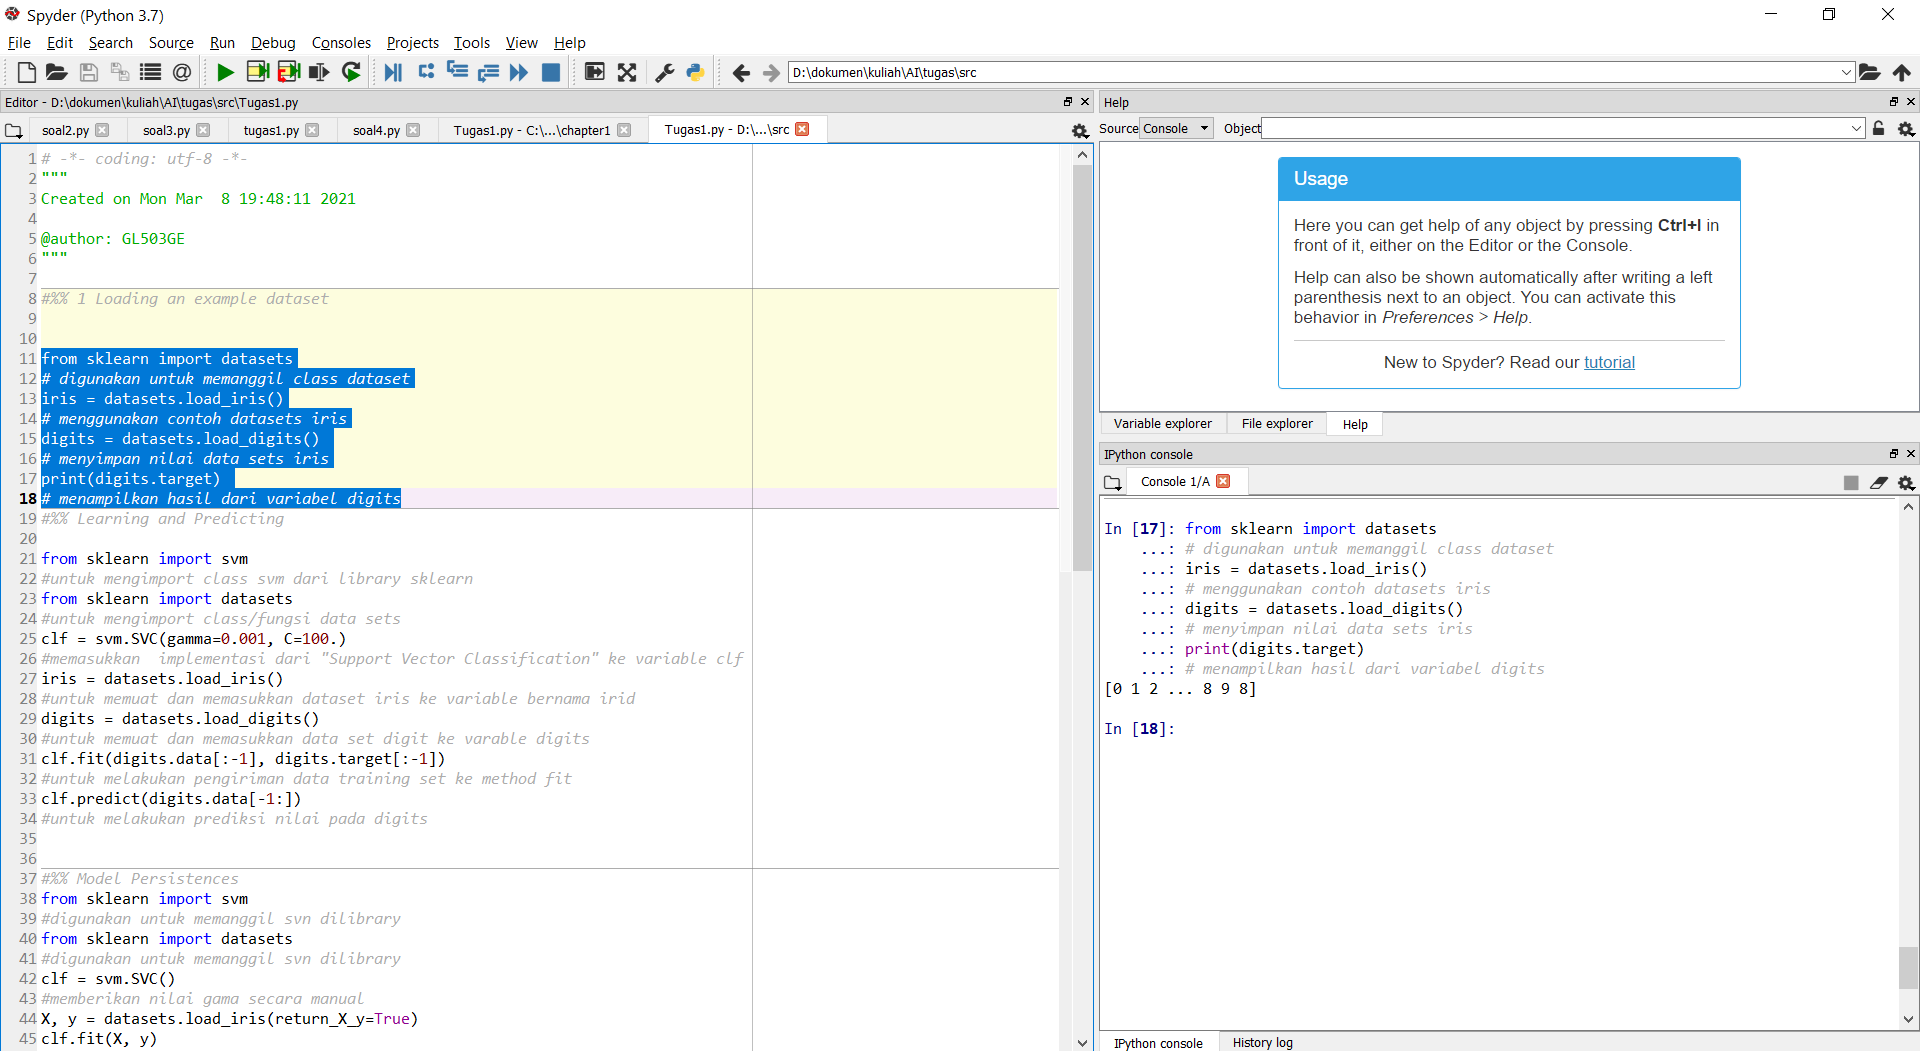 Spyder (Python 3.7)
File Edit Search Source Run Debug Consoles Projects Tools View Help
D:\dokumen\kuliah\AI\tugas\src
Editor - D:\dokumen\kuliah\AI\tugas\src\Tugas1.py
soal2.py soal3.py tugas1.py soal4.py Tugas1.py - C:\...\chapter1 Tugas1.py - D:\...\src
1 # -*- coding: utf-8 -*-
2 """
3 Created on Mon Mar  8 19:48:11 2021
4
5 @author: GL503GE
6 """
7
8 #%% 1 Loading an example dataset
9
10
11 from sklearn import datasets
12 # digunakan untuk memanggil class dataset
13 iris = datasets.load_iris()
14 # menggunakan contoh datasets iris
15 digits = datasets.load_digits()
16 # menyimpan nilai data sets iris
17 print(digits.target)
18 # menampilkan hasil dari variabel digits
19 #%% Learning and Predicting
20
21 from sklearn import svm
22 #untuk mengimport class svm dari library sklearn
23 from sklearn import datasets
24 #untuk mengimport class/fungsi data sets
25 clf = svm.SVC(gamma=0.001, C=100.)
26 #memasukkan  implementasi dari "Support Vector Classification" ke variable clf
27 iris = datasets.load_iris()
28 #untuk memuat dan memasukkan dataset iris ke variable bernama irid
29 digits = datasets.load_digits()
30 #untuk memuat dan memasukkan data set digit ke varable digits
31 clf.fit(digits.data[:-1], digits.target[:-1])
32 #untuk melakukan pengiriman data training set ke method fit
33 clf.predict(digits.data[-1:])
34 #untuk melakukan prediksi nilai pada digits
35
36
37 #%% Model Persistences
38 from sklearn import svm
39 #digunakan untuk memanggil svn dilibrary
40 from sklearn import datasets
41 #digunakan untuk memanggil svn dilibrary
42 clf = svm.SVC()
43 #memberikan nilai gama secara manual
44 X, y = datasets.load_iris(return_X_y=True)
45 clf.fit(X, y)
Help
Source Console Object
Usage
Here you can get help of any object by pressing Ctrl+I in
front of it, either on the Editor or the Console.
Help can also be shown automatically after writing a left
parenthesis next to an object. You can activate this
behavior in Preferences > Help.
New to Spyder? Read our tutorial
Variable explorer File explorer Help
IPython console
Console 1/A
In [17]: from sklearn import datasets
...: # digunakan untuk memanggil class dataset
...: iris = datasets.load_iris()
...: # menggunakan contoh datasets iris
...: digits = datasets.load_digits()
...: # menyimpan nilai data sets iris
...: print(digits.target)
...: # menampilkan hasil dari variabel digits
[0 1 2 ... 8 9 8]
In [18]:
IPython console History log